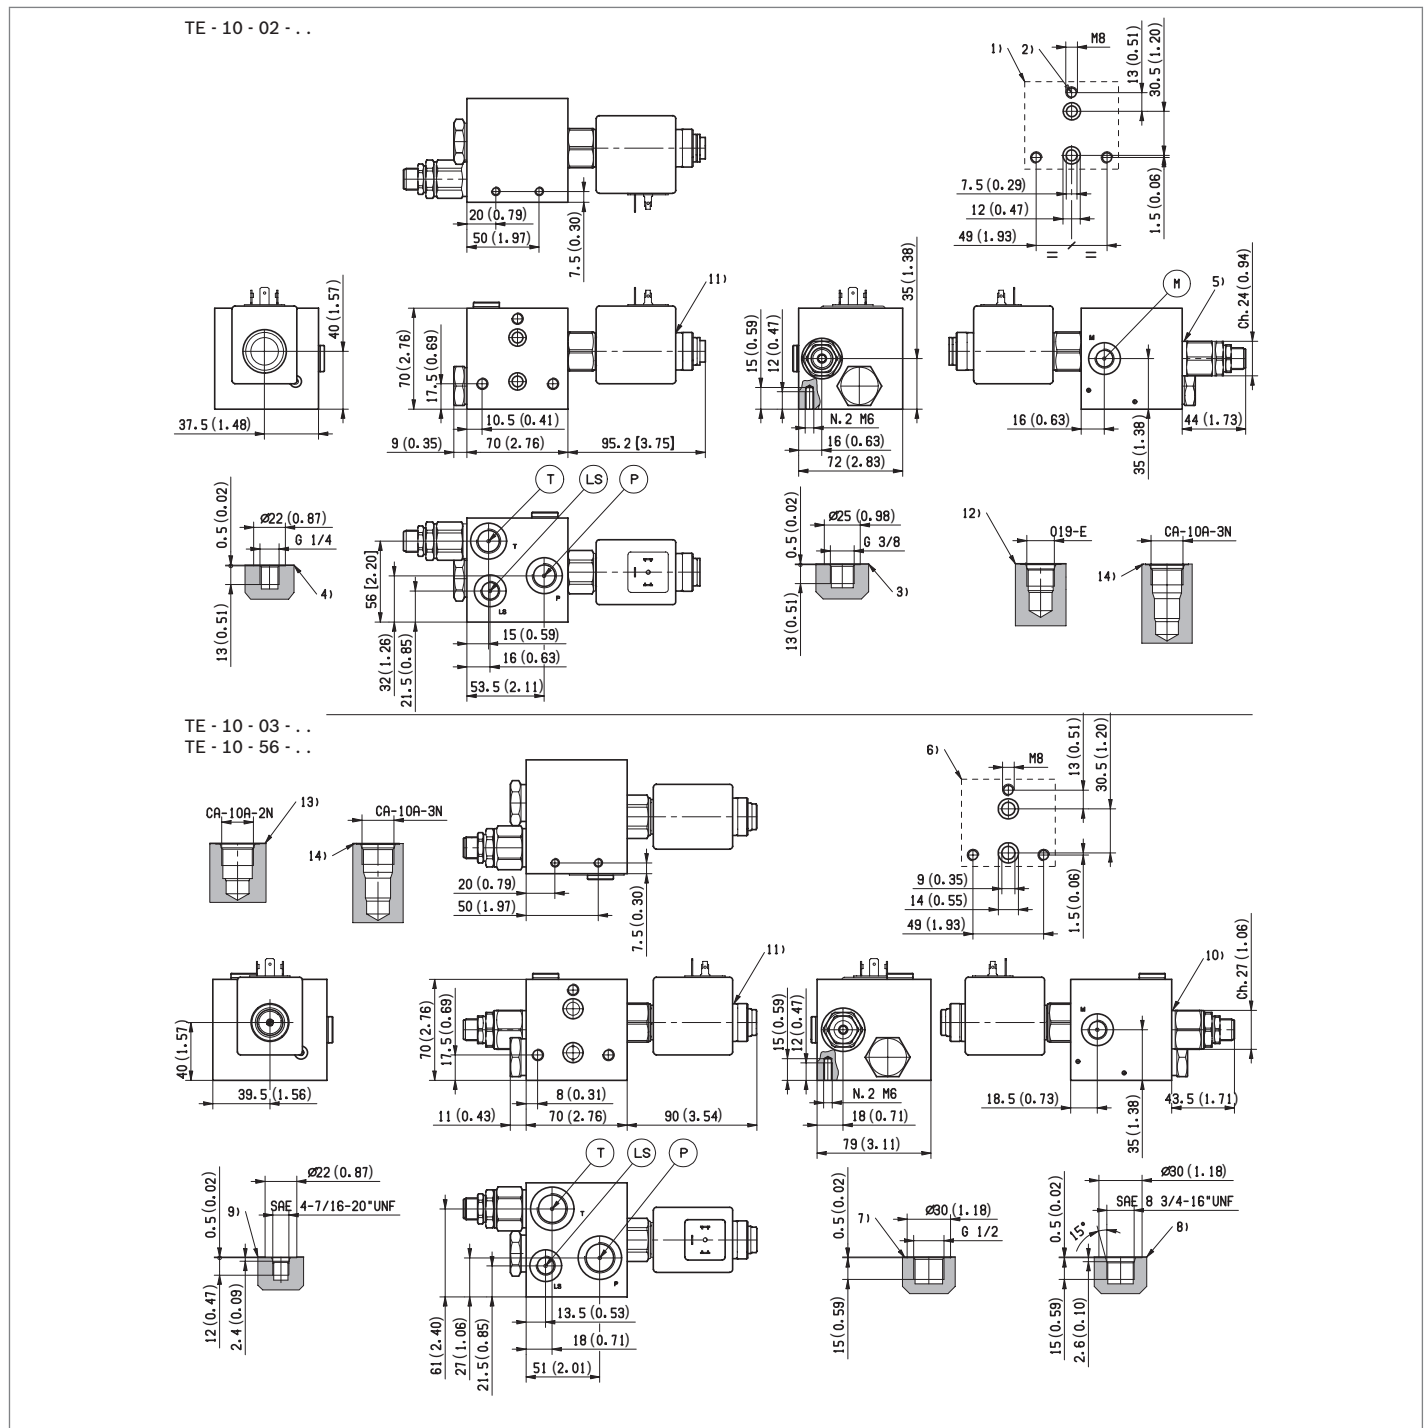 TE - 10 - 02 - . .
1)
2)
M8
13 (0.51)
30.5 (1.20)
7.5 (0.29)
12 (0.47)
49 (1.93)
= =
1.5 (0.06)
20 (0.79)
50 (1.97)
7.5 (0.30)
40 (1.57)
37.5 (1.48)
11)
70 (2.76)
17.5 (0.69)
10.5 (0.41)
9 (0.35)
70 (2.76)
95.2 [3.75]
35 (1.38)
15 (0.59)
12 (0.47)
N.2 M6
16 (0.63)
72 (2.83)
M
5)
Ch.24 (0.94)
M
16 (0.63)
44 (1.73)
35 (1.38)
T
LS
P
0.5 (0.02)
Ø22 (0.87)
G 1/4
4)
13 (0.51)
T
LS
P
56 [2.20]
32 (1.26)
21.5 (0.85)
15 (0.59)
16 (0.63)
53.5 (2.11)
0.5 (0.02)
Ø25 (0.98)
G 3/8
3)
13 (0.51)
12)
019-E
CA-10A-3N
14)
TE - 10 - 03 - . .
TE - 10 - 56 - . .
CA-10A-2N
13)
CA-10A-3N
14)
20 (0.79)
50 (1.97)
7.5 (0.30)
6)
M8
13 (0.51)
30.5 (1.20)
9 (0.35)
14 (0.55)
49 (1.93)
1.5 (0.06)
40 (1.57)
39.5 (1.56)
11)
70 (2.76)
17.5 (0.69)
8 (0.31)
11 (0.43)
70 (2.76)
90 (3.54)
15 (0.59)
12 (0.47)
N.2 M6
18 (0.71)
79 (3.11)
10)
Ch.27 (1.06)
M
18.5 (0.73)
43.5 (1.71)
35 (1.38)
T
LS
P
0.5 (0.02)
Ø22 (0.87)
SAE 4-7/16-20"UNF
9)
12 (0.47)
2.4 (0.09)
T
LS
P
61 (2.40)
27 (1.06)
21.5 (0.85)
13.5 (0.53)
18 (0.71)
51 (2.01)
0.5 (0.02)
Ø30 (1.18)
G 1/2
7)
15 (0.59)
0.5 (0.02)
Ø30 (1.18)
SAE 8 3/4-16"UNF
15°
8)
15 (0.59)
2.6 (0.10)